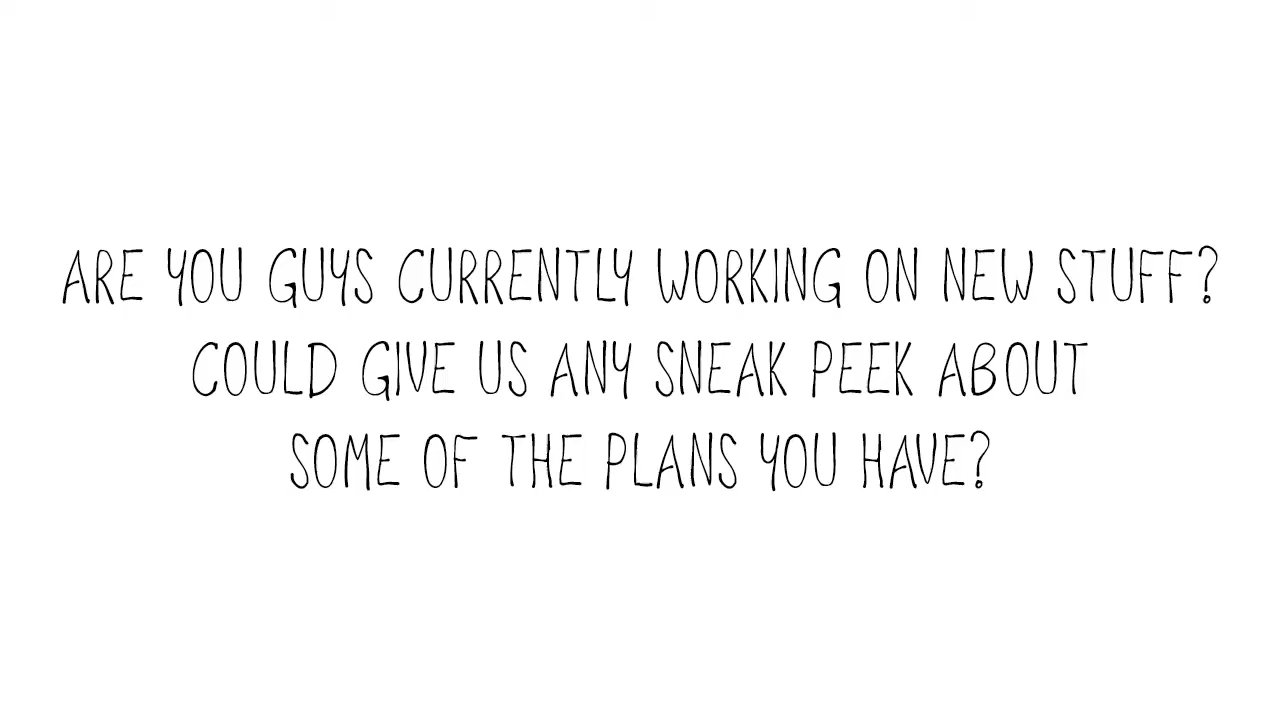 ARE YOU GUYS CURRENTLY WORKING ON NEW STUFF?
COULD GIVE US ANY SNEAK PEEK ABOUT
SOME OF THE PLANS YOU HAVE?